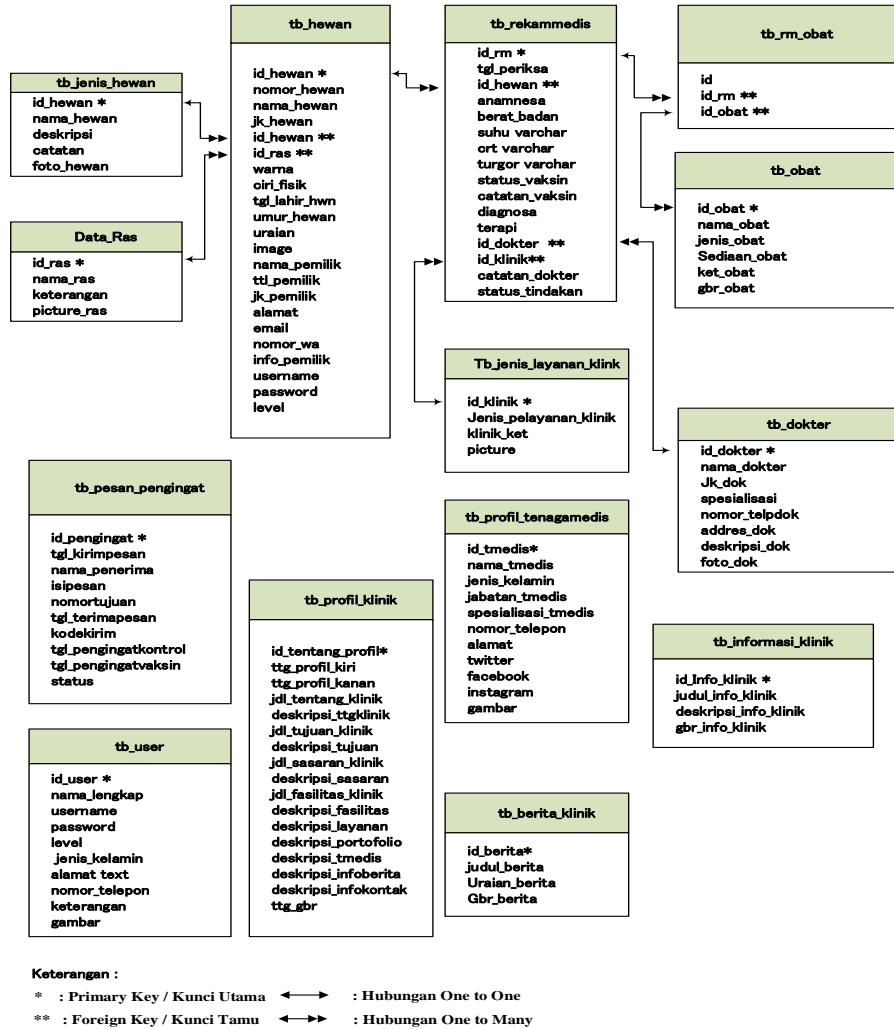 tb_jenis_hewan
id_hewan *
nama_hewan
deskripsi
catatan
foto_hewan
Data_Ras
id_ras *
nama_ras
keterangan
picture_ras
tb_hewan
id_hewan *
nomor_hewan
nama_hewan
jk_hewan
id_hewan **
id_ras **
warna
ciri_fisik
tgl_lahir_hwn
umur_hewan
uraian
image
nama_pemilik
ttl_pemilik
jk_pemilik
alamat
email
nomor_wa
info_pemilik
username
password
level
tb_rekammedis
id_rm *
tgl_periksa
id_hewan **
anamnesa
berat_badan
suhu varchar
crt varchar
turgor varchar
status_vaksin
catatan_vaksin
diagnosa
terapi
id_dokter **
id_klinik**
catatan_dokter
status_tindakan
tb_rm_obat
id
id_rm **
id_obat **
tb_obat
id_obat *
nama_obat
jenis_obat
Sediaan_obat
ket_obat
gbr_obat
Tb_jenis_layanan_klink
id_klinik *
Jenis_pelayanan_klinik
klinik_ket
picture
tb_dokter
id_dokter *
nama_dokter
Jk_dok
spesialisasi
nomor_telpdok
addres_dok
deskripsi_dok
foto_dok
tb_pesan_pengingat
id_pengingat *
tgl_kirimpesan
nama_penerima
isipesan
nomortujuan
tgl_terimapesan
kodekirim
tgl_pengingatkontrol
tgl_pengingatvaksin
status
tb_profil_klinik
id_tentang_profil*
ttg_profil_kiri
ttg_profil_kanan
jdl_tentang_klinik
deskripsi_ttgklinik
jdl_tujuan_klinik
deskripsi_tujuan
jdl_sasaran_klinik
deskripsi_sasaran
jdl_fasilitas_klinik
deskripsi_fasilitas
deskripsi_layanan
deskripsi_portofolio
deskripsi_tmedis
deskripsi_infoberita
deskripsi_infokontak
ttg_gbr
tb_profil_tenagamedis
id_tmedis*
nama_tmedis
jenis_kelamin
jabatan_tmedis
spesialisasi_tmedis
nomor_telepon
alamat
twitter
facebook
instagram
gambar
tb_informasi_klinik
id_Info_klinik *
judul_info_klinik
deskripsi_info_klinik
gbr_info_klinik
tb_user
id_user *
nama_lengkap
username
password
level
jenis_kelamin
alamat text
nomor_telepon
keterangan
gambar
tb_berita_klinik
id_berita*
judul_berita
Uraian_berita
Gbr_berita
Keterangan :
* : Primary Key / Kunci Utama : Hubungan One to One
** : Foreign Key / Kunci Tamu : Hubungan One to Many